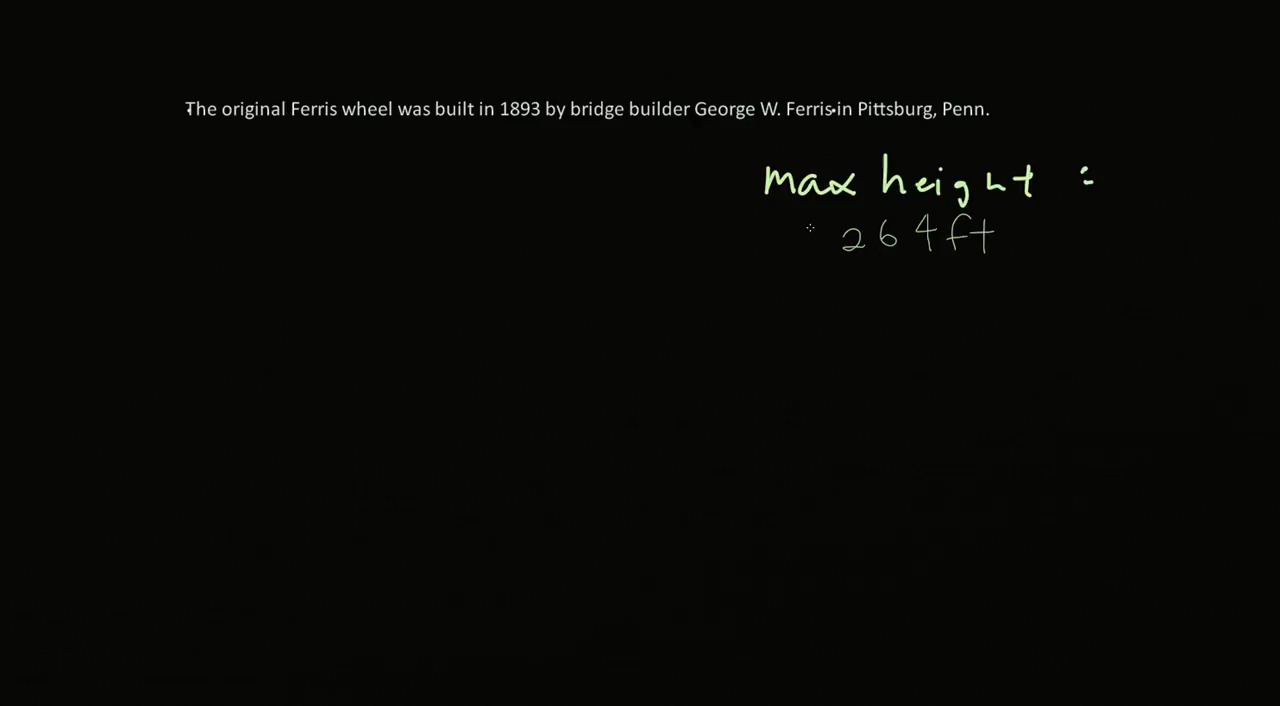 The original Ferris wheel was built in 1893 by bridge builder George W. Ferris in Pittsburg, Penn.
max height :
264ft